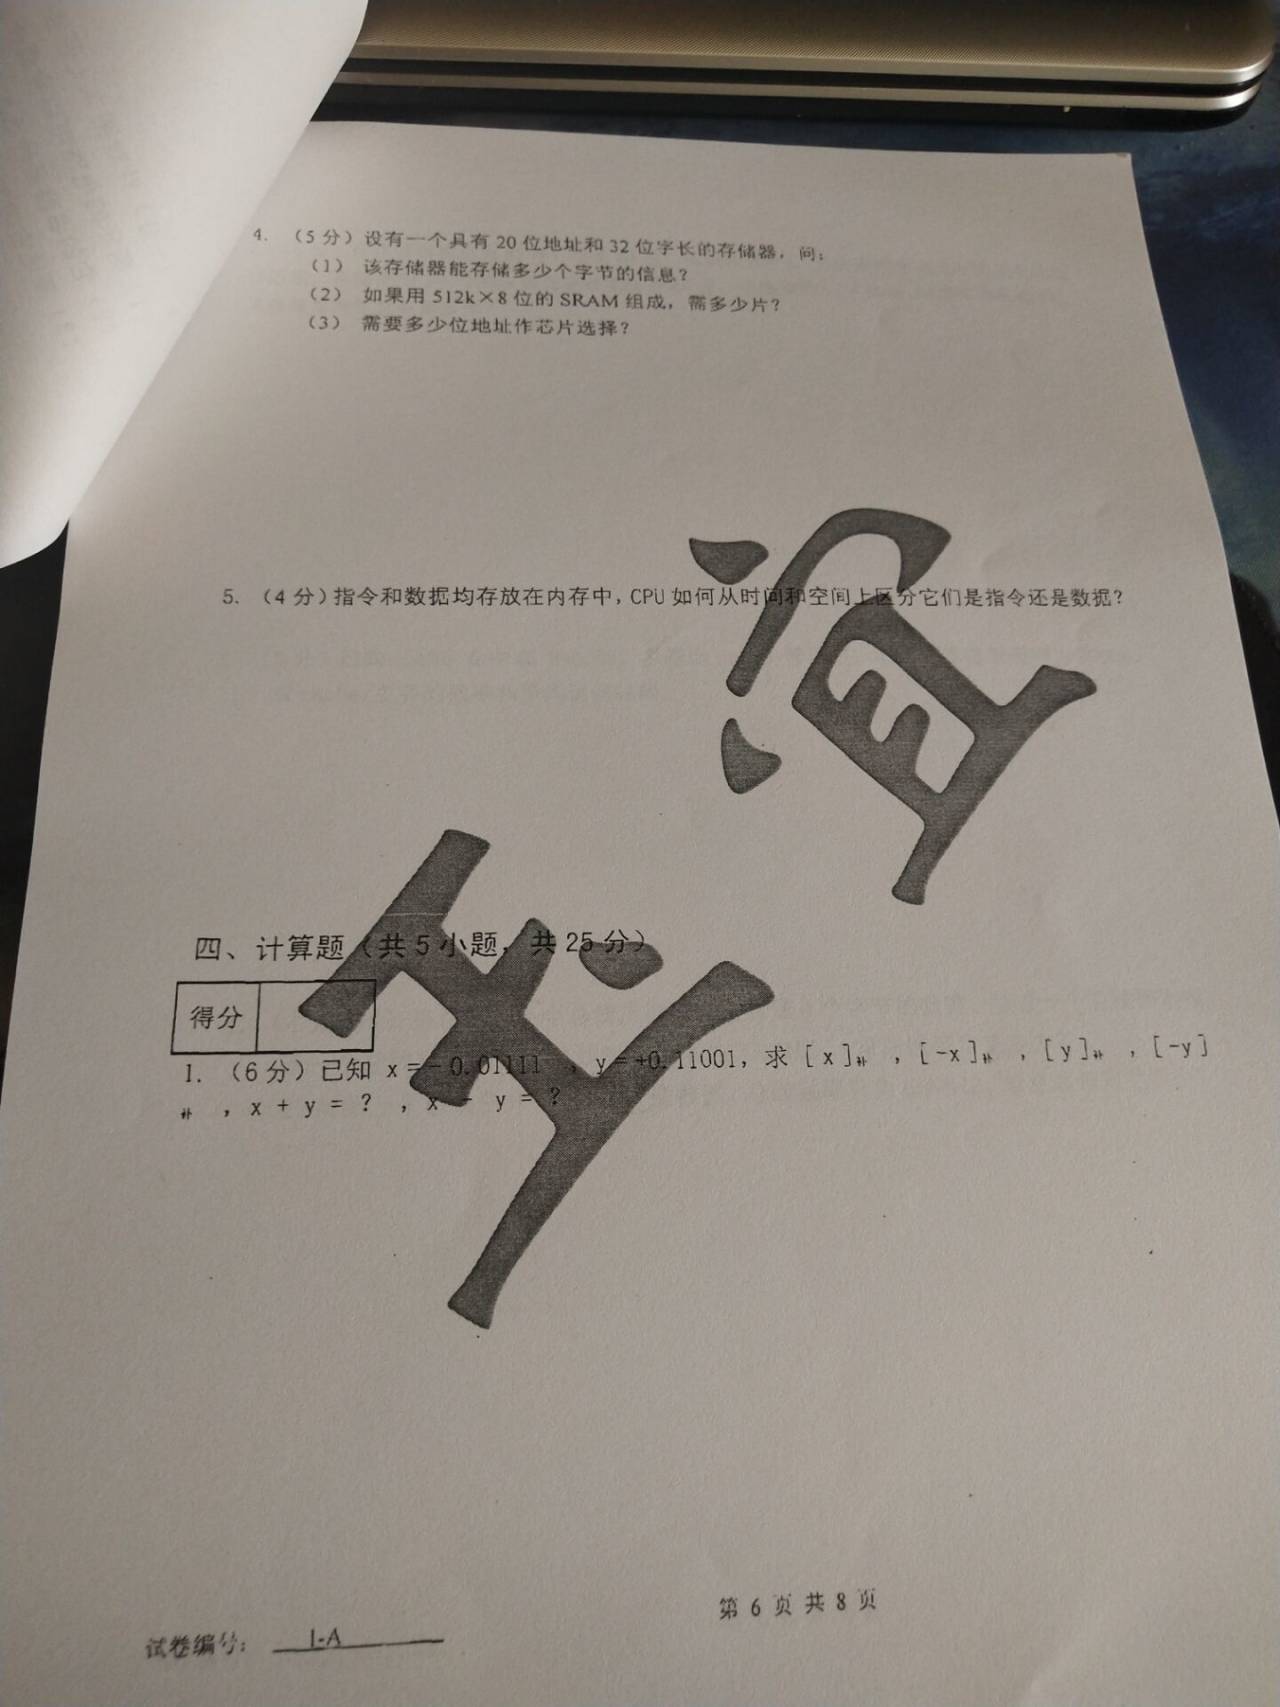 4. （5 分）设有一个具有 20 位地址和 32 位字长的存储器，问：
（1） 该存储器能存储多少个字节的信息？
（2） 如果用 512k×8 位的 SRAM 组成，需多少片？
（3） 需要多少位地址作芯片选择？
5. （4 分）指令和数据均存放在内存中，CPU 如何从时间和空间上区分它们是指令还是数据？
四、计算题（共 5 小题，共 25 分）
得分
1. （6 分）已知 x=－0.01111 ，y=+0.11001，求 [x]补 ，[-x]补 ，[y]补 ，[-y]
补 ，x + y = ？ ，x － y = ？
第 6 页 共 8 页
试卷编号： 1-A